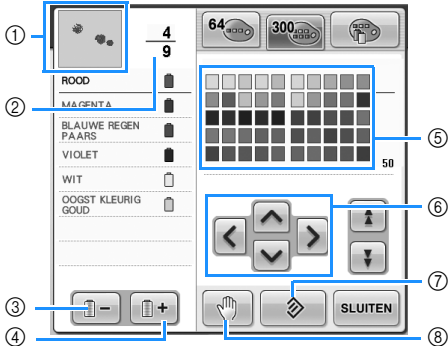 ① 4
9
64 300
② ROOD
MAGENTA
BLAUWE REGEN
PAARS
⑤
VIOLET
50
WIT
⑥
OOGST KLEURIG
GOUD
⑦
③ − +
SLUITEN
④
⑧